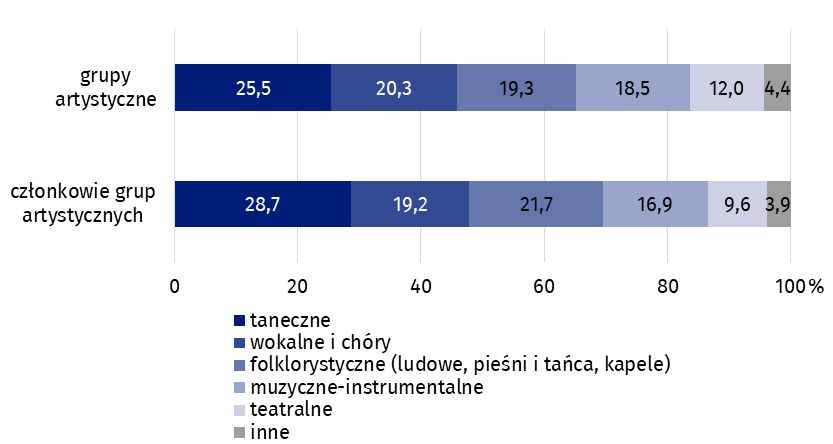 grupy
artystyczne
25,5 20,3 19,3 18,5 12,0 4,4
członkowie grup
artystycznych
28,7 19,2 21,7 16,9 9,6 3,9
0 20 40 60 80 100 %
taneczne
wokalne i chóry
folklorystyczne (ludowe, pieśni i tańca, kapele)
muzyczne-instrumentalne
teatralne
inne